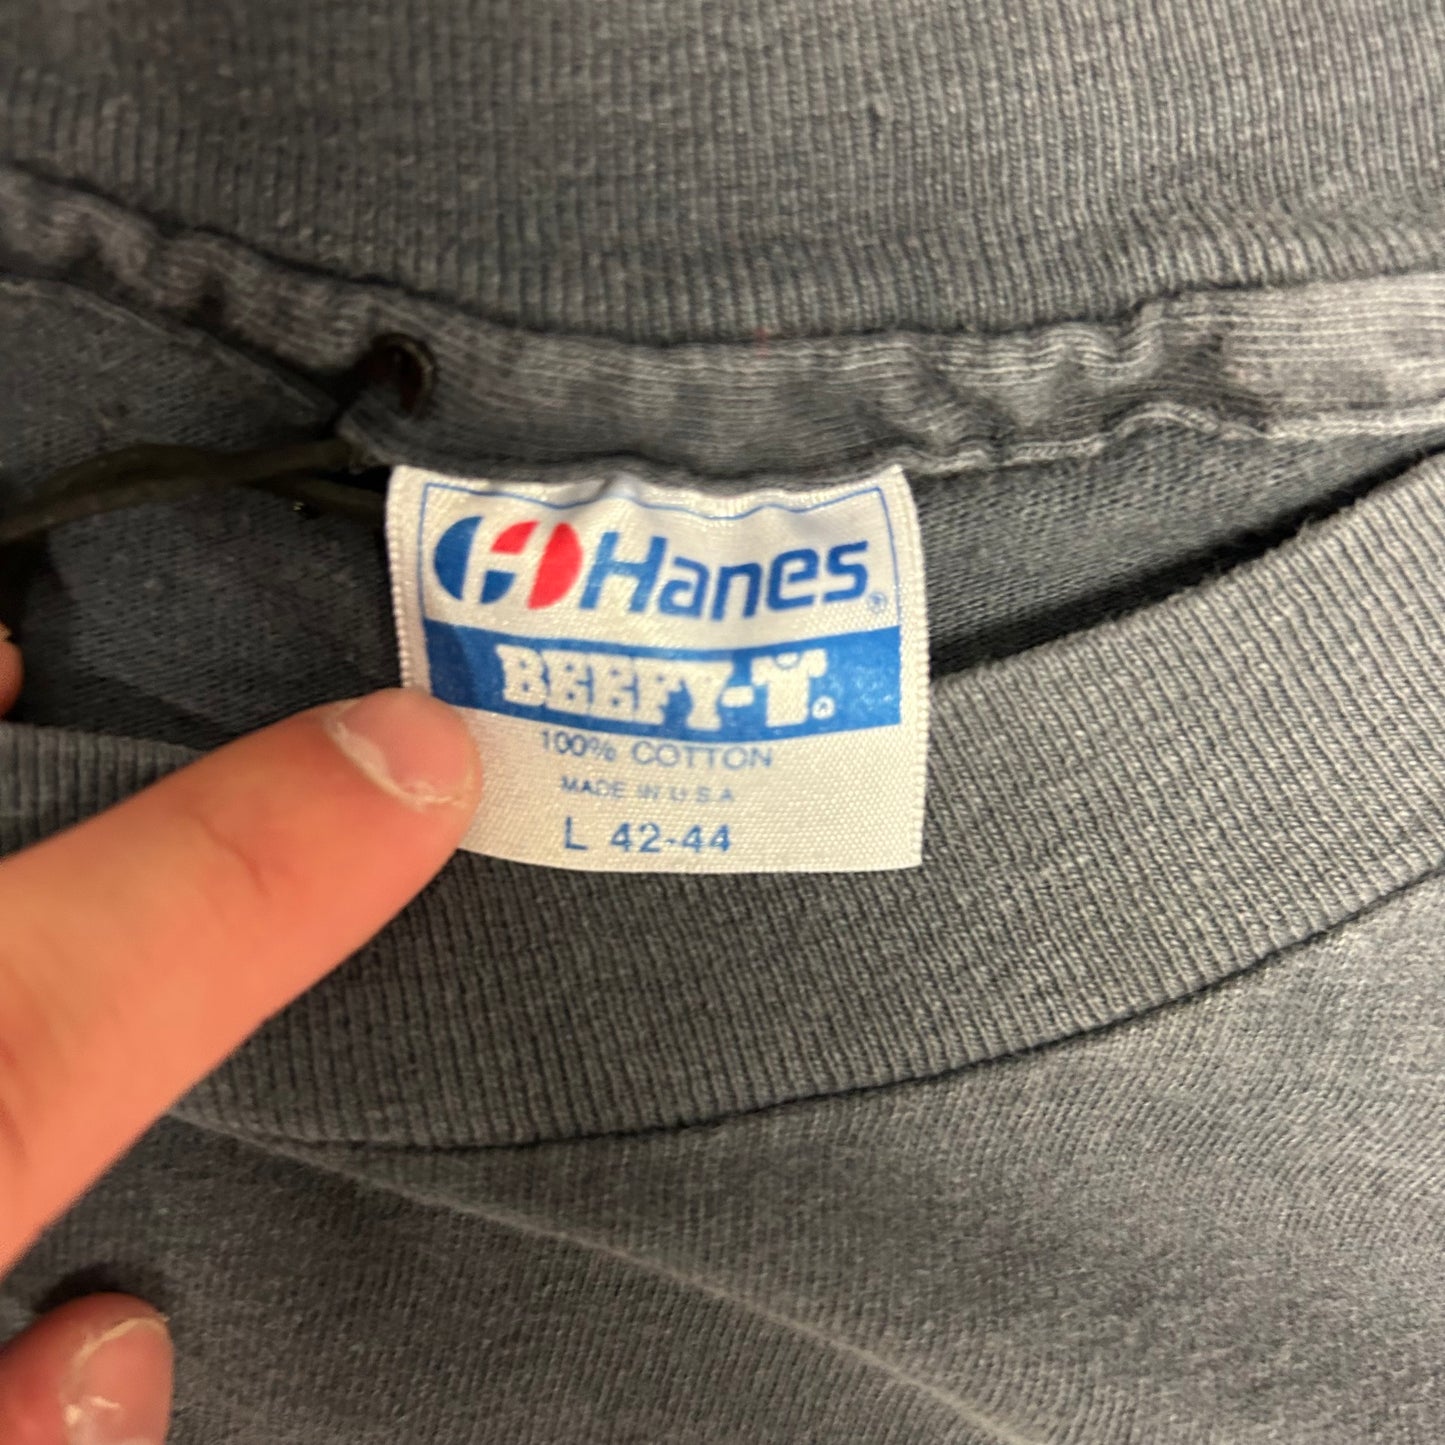 Hanes®
BEEFY-T®
100% COTTON
MADE IN U.S.A
L 42-44